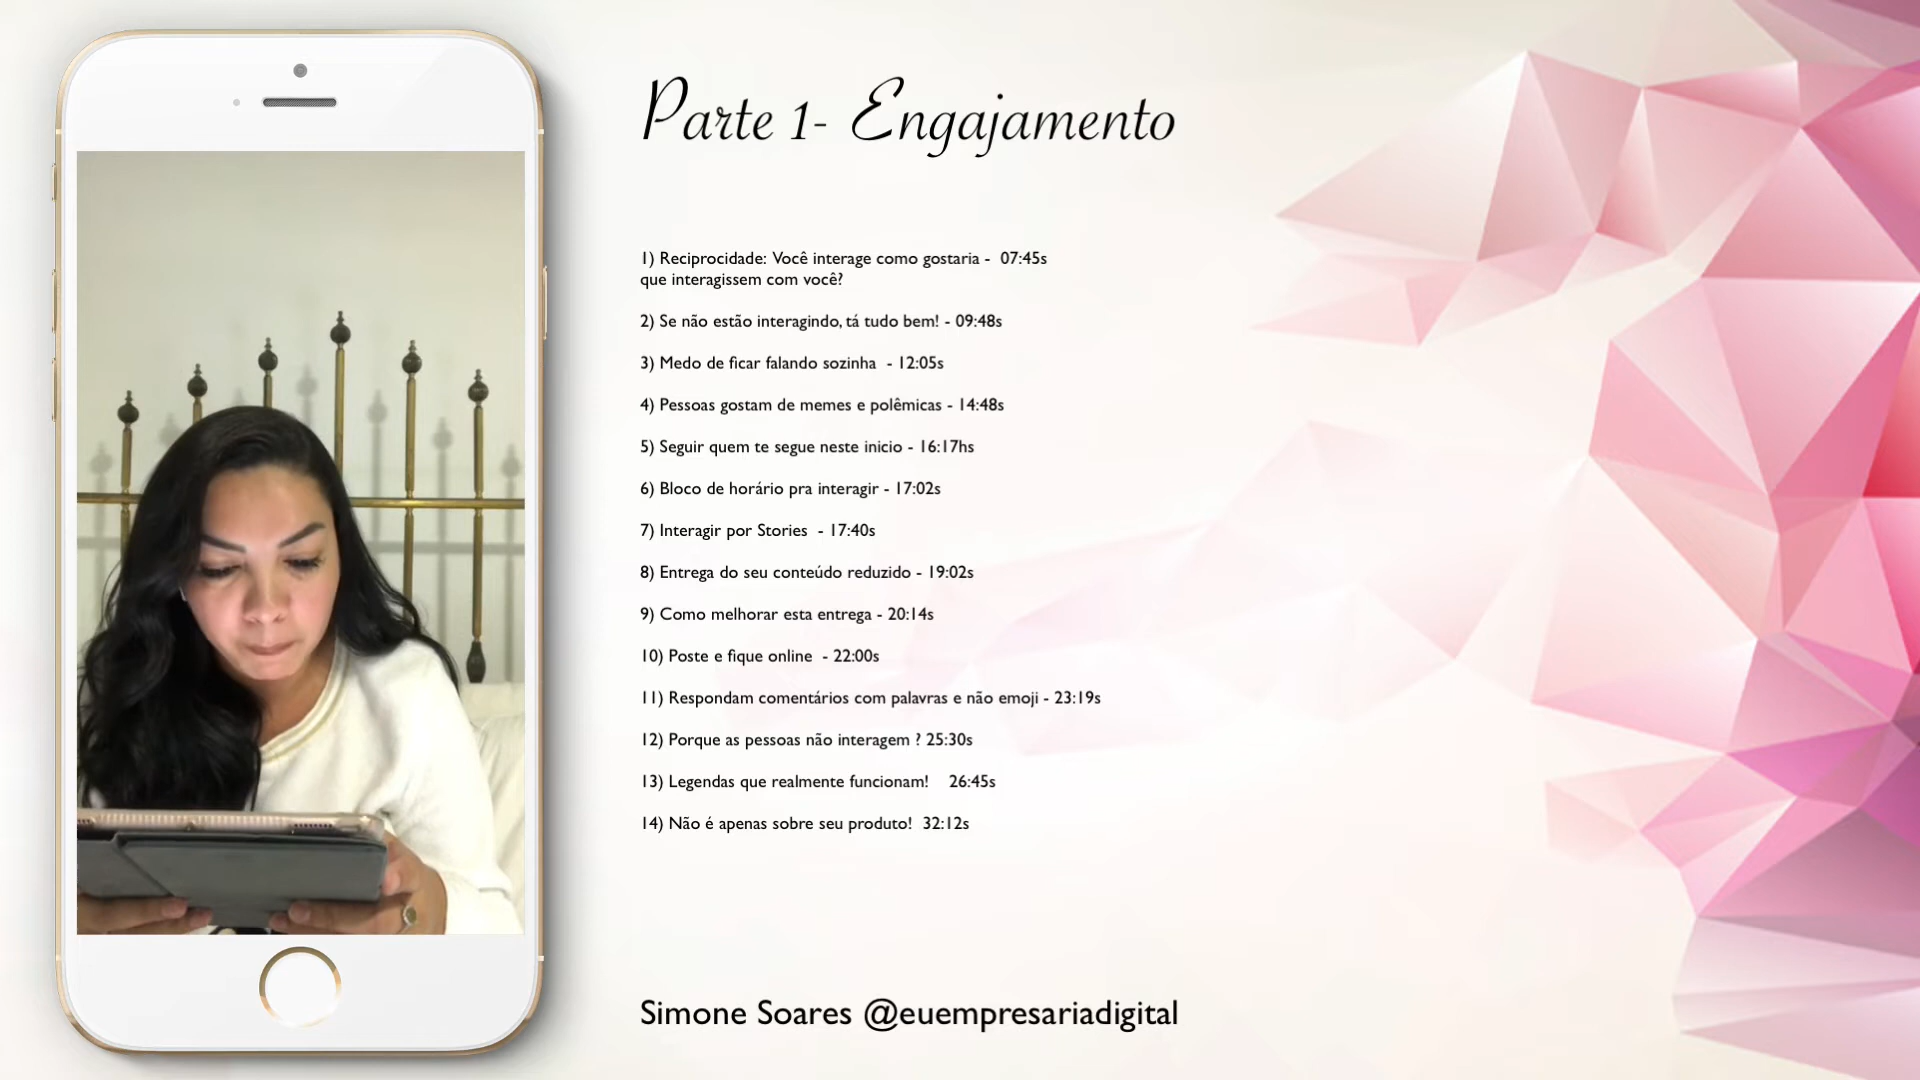 Parte 1- Engajamento
1) Reciprocidade: Você interage como gostaria - 07:45s
que interagissem com você?
2) Se não estão interagindo, tá tudo bem! - 09:48s
3) Medo de ficar falando sozinha - 12:05s
4) Pessoas gostam de memes e polêmicas - 14:48s
5) Seguir quem te segue neste inicio - 16:17hs
6) Bloco de horário pra interagir - 17:02s
7) Interagir por Stories - 17:40s
8) Entrega do seu conteúdo reduzido - 19:02s
9) Como melhorar esta entrega - 20:14s
10) Poste e fique online - 22:00s
11) Respondam comentários com palavras e não emoji - 23:19s
12) Porque as pessoas não interagem ? 25:30s
13) Legendas que realmente funcionam! 26:45s
14) Não é apenas sobre seu produto! 32:12s
Simone Soares @euempresariadigital